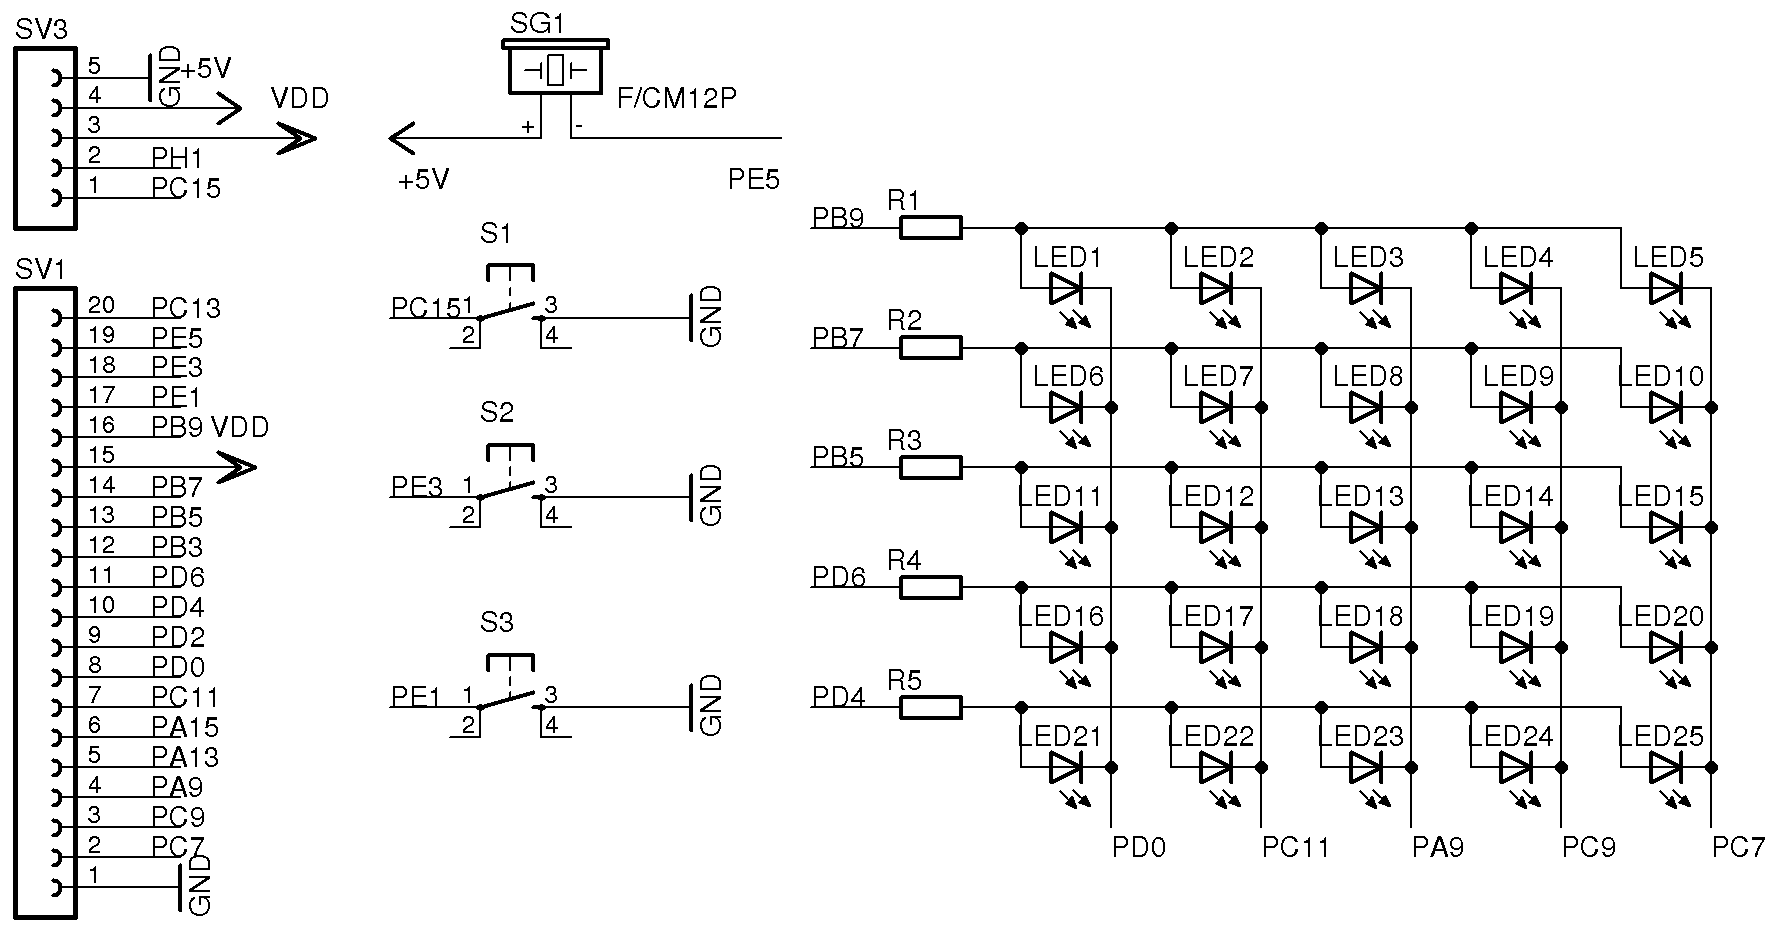 SV3
5 GND +5V
4 VDD
3
2 PH1
1 PC15
SG1
F/CM12P
+ -
+5V PE5
SV1
20 PC13
19 PE5
18 PE3
17 PE1
16 PB9 VDD
15
14 PB7
13 PB5
12 PB3
11 PD6
10 PD4
9 PD2
8 PD0
7 PC11
6 PA15
5 PA13
4 PA9
3 PC9
2 PC7
1 GND
S1
PC15 1 3 GND
2 4
S2
PE3 1 3 GND
2 4
S3
PE1 1 3 GND
2 4
PB9 R1
LED1 LED2 LED3 LED4 LED5
PB7 R2
LED6 LED7 LED8 LED9 LED10
PB5 R3
LED11 LED12 LED13 LED14 LED15
PD6 R4
LED16 LED17 LED18 LED19 LED20
PD4 R5
LED21 LED22 LED23 LED24 LED25
PD0 PC11 PA9 PC9 PC7